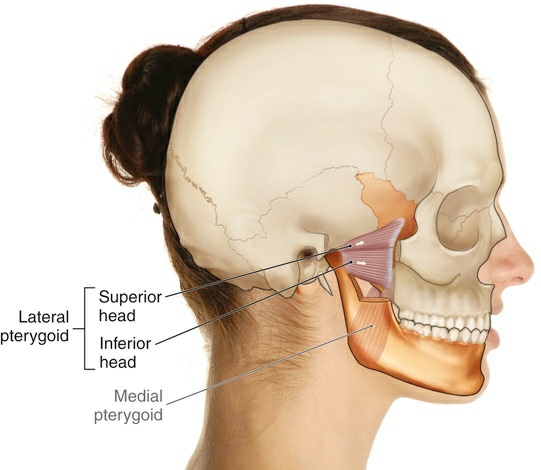 Superior
head
Lateral
pterygoid
Inferior
head
Medial
pterygoid